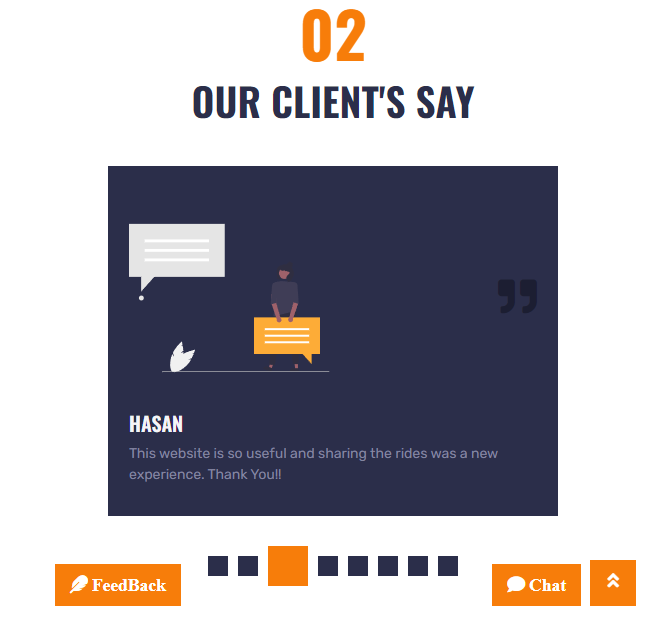 02
OUR CLIENT'S SAY
HASAN
This website is so useful and sharing the rides was a new
experience. Thank You!!
FeedBack
Chat